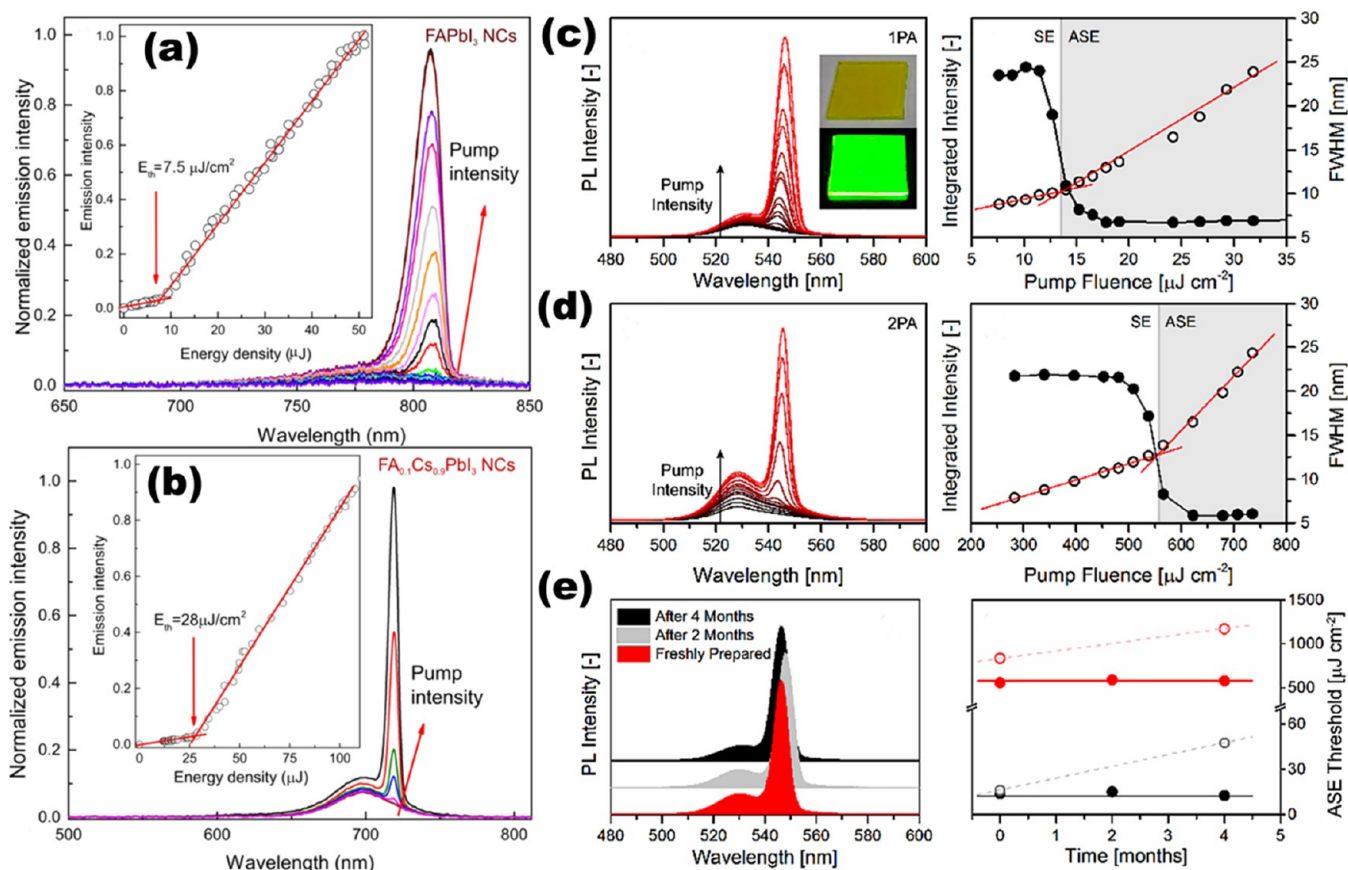 (a)
FAPbI3 NCs
Normalized emission intensity
1.0
0.8
0.6
0.4
0.2
0.0
Emission intensity
1.0
0.8
0.6
0.4
0.2
0.0
Eth=7.5 μJ/cm2
0 10 20 30 40 50
Energy density (μJ)
Pump
intensity
650 700 750 800 850
Wavelength (nm)
(b)
FA0.1Cs0.9PbI3 NCs
Normalized emission intensity
1.0
0.8
0.6
0.4
0.2
0.0
Emission intensity
1.0
0.8
0.6
0.4
0.2
0.0
Eth=28μJ/cm2
0 25 50 75 100
Energy density (μJ)
Pump
intensity
500 600 700 800
Wavelength (nm)
(c)
1PA
PL Intensity [-]
Pump
Intensity
480 500 520 540 560 580 600
Wavelength [nm]
SE ASE
Integrated Intensity [-]
30
25
20
15
10
5
FWHM [nm]
5 10 15 20 25 30 35
Pump Fluence [μJ cm-2]
(d)
2PA
PL Intensity [-]
Pump
Intensity
480 500 520 540 560 580 600
Wavelength [nm]
SE ASE
Integrated Intensity [-]
30
25
20
15
10
5
FWHM [nm]
200 300 400 500 600 700 800
Pump Fluence [μJ cm-2]
(e)
After 4 Months
After 2 Months
Freshly Prepared
PL Intensity [-]
480 500 520 540 560 580 600
Wavelength [nm]
1500
1000
500
60
30
0
ASE Threshold [μJ cm-2]
0 1 2 3 4 5
Time [months]